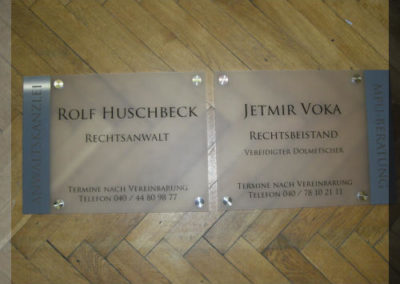 ANWALTSKANZLEI
ROLF HUSCHBECK
RECHTSANWALT
TERMINE NACH VEREINBARUNG
TELEFON 040 / 44 80 98 77
JETMIR VOKA
RECHTSBEISTAND
VEREIDIGTER DOLMETSCHER
TERMINE NACH VEREINBARUNG
TELEFON 040 / 78 10 21 11